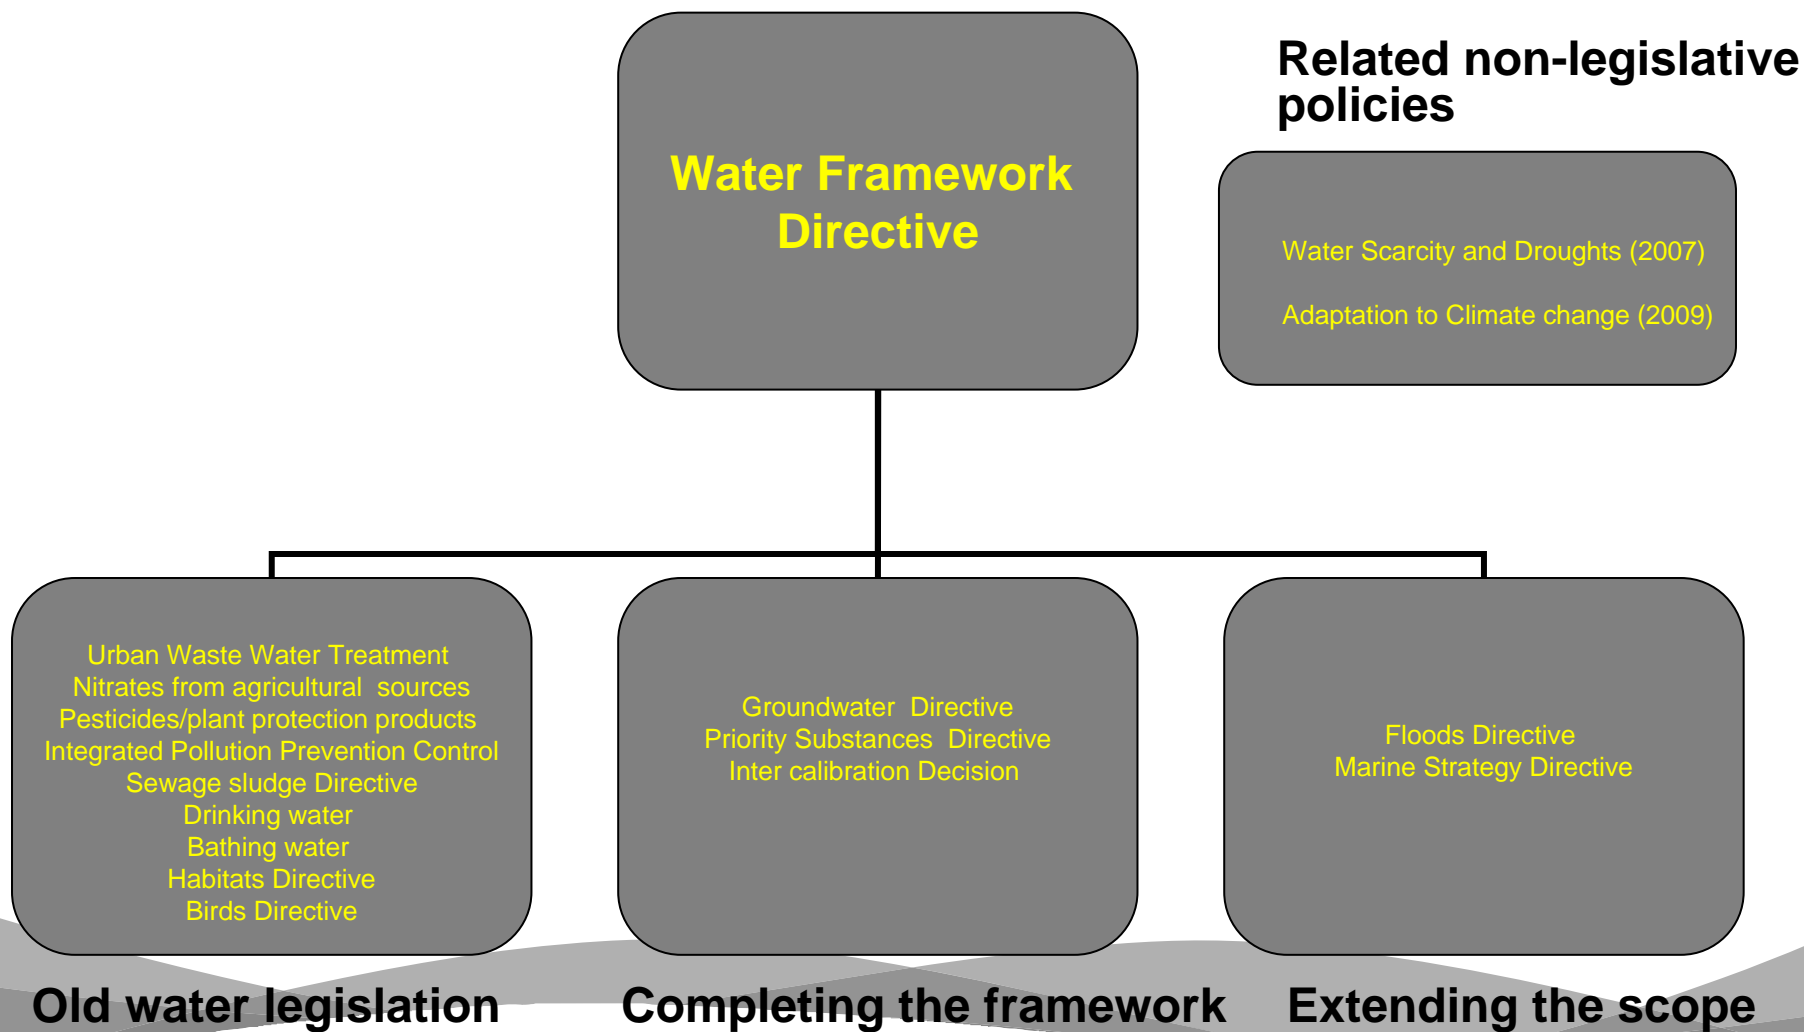 Water Framework
Directive
Related non-legislative
policies
Water Scarcity and Droughts (2007)
Adaptation to Climate change (2009)
Urban Waste Water Treatment
Nitrates from agricultural  sources
Pesticides/plant protection products
Integrated Pollution Prevention Control
Sewage sludge Directive
Drinking water
Bathing water
Habitats Directive
Birds Directive
Groundwater  Directive
Priority Substances  Directive
Inter calibration Decision
Floods Directive
Marine Strategy Directive
Old water legislation
Completing the framework
Extending the scope